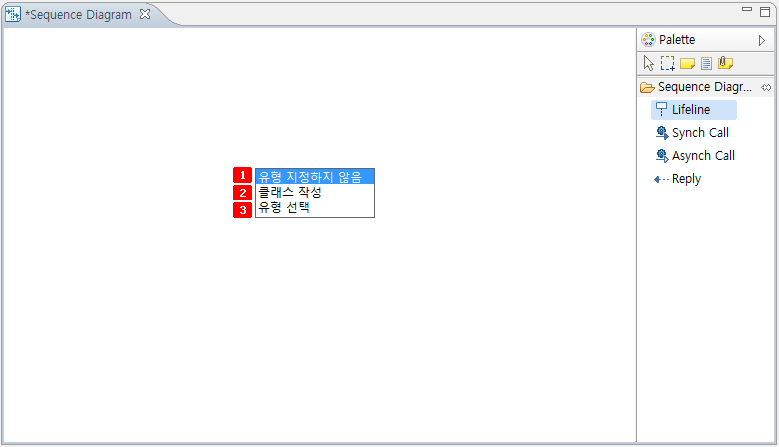 *Sequence Diagram
Palette
Sequence Diagr...
Lifeline
Synch Call
Asynch Call
Reply
1 유형 지정하지 않음
2 클래스 작성
3 유형 선택